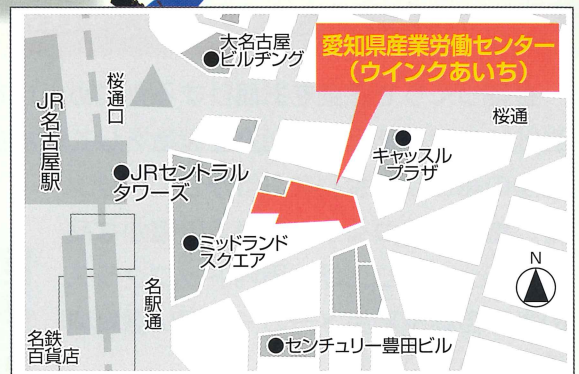 大名古屋
ビルヂング
愛知県産業労働センター
（ウインクあいち）
桜通口
JR名古屋駅
桜通
キャッスル
プラザ
JRセントラル
タワーズ
ミッドランド
スクエア
N
名駅通
名鉄
百貨店
センチュリー豊田ビル